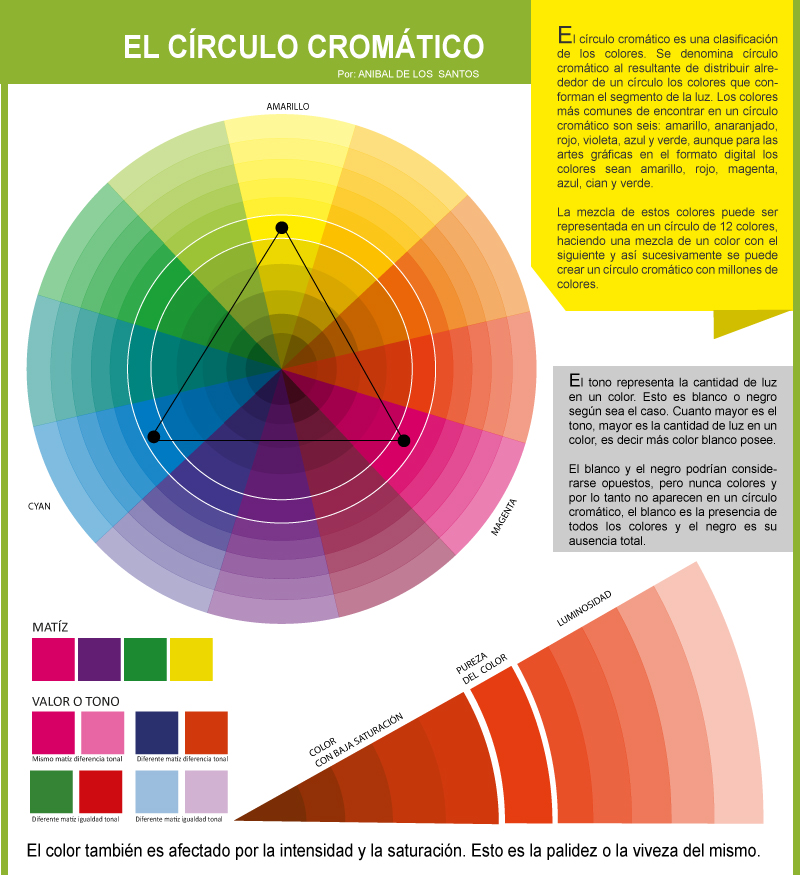 EL CÍRCULO CROMÁTICO
Por: ANIBAL DE LOS SANTOS
El círculo cromático es una clasificación
de los colores. Se denomina círculo
cromático al resultante de distribuir alre-
dedor de un círculo los colores que con-
forman el segmento de la luz. Los colores
más comunes de encontrar en un círculo
cromático son seis: amarillo, anaranjado,
rojo, violeta, azul y verde, aunque para las
artes gráficas en el formato digital los
colores sean amarillo, rojo, magenta,
azul, cian y verde.
La mezcla de estos colores puede ser
representada en un círculo de 12 colores,
haciendo una mezcla de un color con el
siguiente y así sucesivamente se puede
crear un círculo cromático con millones de
colores.
AMARILLO
CYAN
MAGENTA
El tono representa la cantidad de luz
en un color. Esto es blanco o negro
según sea el caso. Cuanto mayor es el
tono, mayor es la cantidad de luz en un
color, es decir más color blanco posee.
El blanco y el negro podrían conside-
rarse opuestos, pero nunca colores y
por lo tanto no aparecen en un círculo
cromático, el blanco es la presencia de
todos los colores y el negro es su
ausencia total.
MATÍZ
VALOR O TONO
Mismo matiz diferencia tonal
Diferente matiz diferencia tonal
Diferente matiz igualdad tonal
Diferente matiz igualdad tonal
COLOR
CON BAJA SATURACIÓN
PUREZA
DEL COLOR
LUMINOSIDAD
El color también es afectado por la intensidad y la saturación. Esto es la palidez o la viveza del mismo.